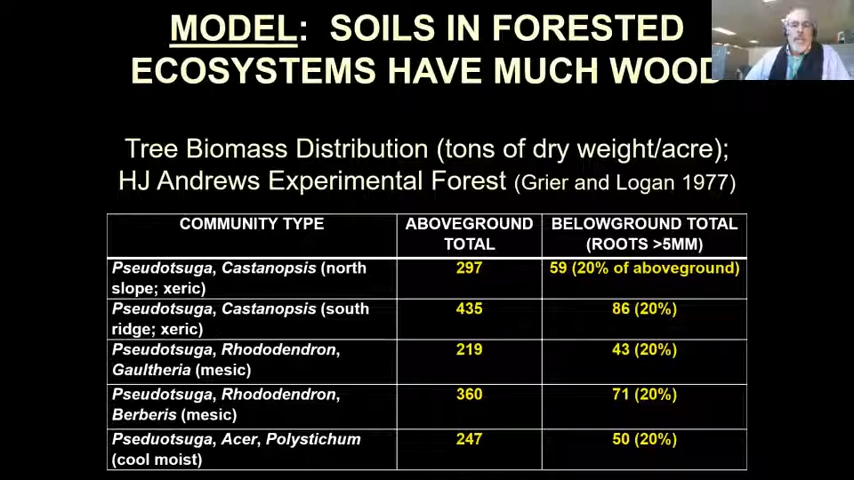 MODEL: SOILS IN FORESTED
ECOSYSTEMS HAVE MUCH WOOD
Tree Biomass Distribution (tons of dry weight/acre);
HJ Andrews Experimental Forest (Grier and Logan 1977)
COMMUNITY TYPE
ABOVEGROUND
TOTAL
BELOWGROUND TOTAL
(ROOTS >5MM)
Pseudotsuga, Castanopsis (north
slope; xeric)
297
59 (20% of aboveground)
Pseudotsuga, Castanopsis (south
ridge; xeric)
435
86 (20%)
Pseudotsuga, Rhododendron,
Gaultheria (mesic)
219
43 (20%)
Pseudotsuga, Rhododendron,
Berberis (mesic)
360
71 (20%)
Pseduotsuga, Acer, Polystichum
(cool moist)
247
50 (20%)